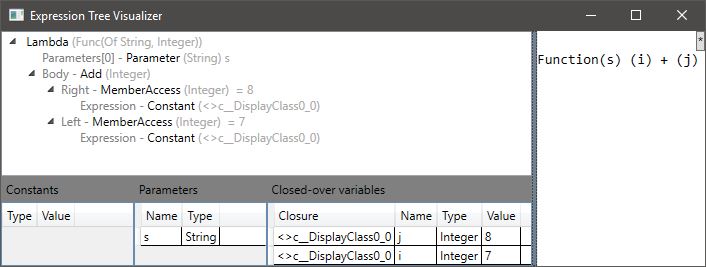 Expression Tree Visualizer
Lambda (Func(Of String, Integer))
Parameters[0] - Parameter (String) s
Body - Add (Integer)
Right - MemberAccess (Integer) = 8
Expression - Constant (<>c__DisplayClass0_0)
Left - MemberAccess (Integer) = 7
Expression - Constant (<>c__DisplayClass0_0)
*
Function(s) (i) + (j)
Constants
Type Value
Parameters
Name Type
s String
Closed-over variables
Closure Name Type Value
<>c__DisplayClass0_0 j Integer 8
<>c__DisplayClass0_0 i Integer 7